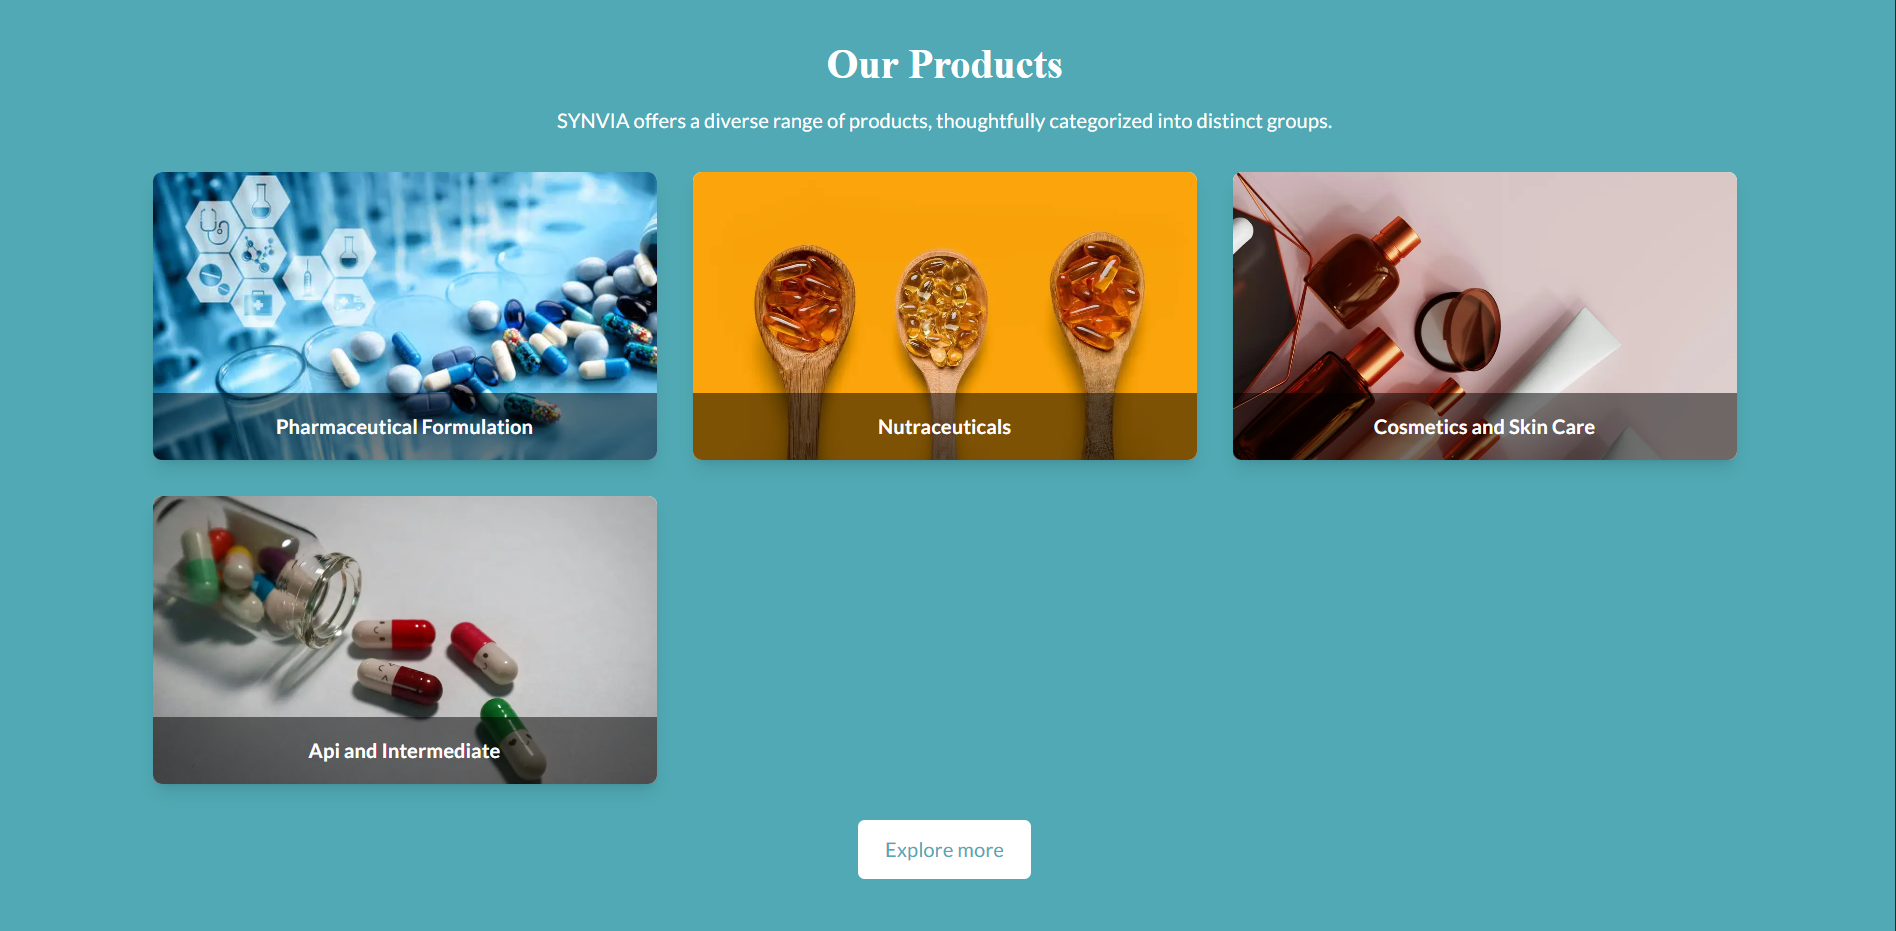 Our Products
SYNVIA offers a diverse range of products, thoughtfully categorized into distinct groups.
Pharmaceutical Formulation
Nutraceuticals
Cosmetics and Skin Care
Api and Intermediate
Explore more